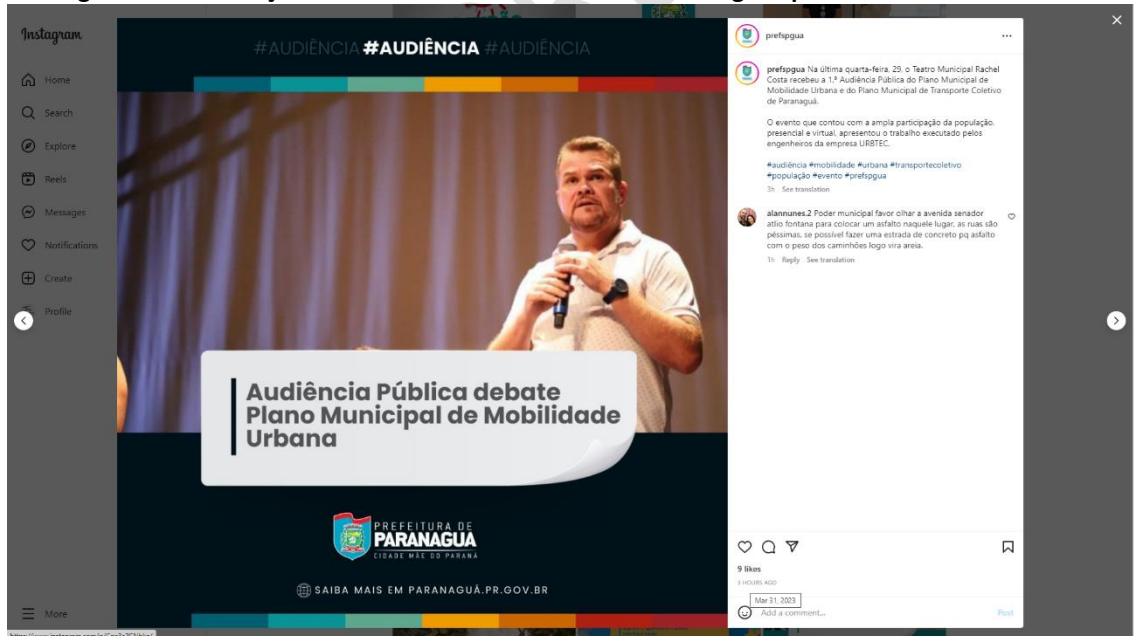 Instagram
Home
Search
Explore
Reels
Messages
Notifications
Create
Profile
More
#AUDIÊNCIA #AUDIÊNCIA #AUDIÊNCIA
Audiência Pública debate
Plano Municipal de Mobilidade
Urbana
PREFEITURA DE
PARANAGUÁ
CIDADE MÃE DO PARANÁ
SAIBA MAIS EM PARANAGUÁ.PR.GOV.BR
prefspgua
prefspgua Na última quarta-feira, 29, o Teatro Municipal Rachel
Costa recebeu a 1.ª Audiência Pública do Plano Municipal de
Mobilidade Urbana e do Plano Municipal de Transporte Coletivo
de Paranaguá.
O evento que contou com a ampla participação da população,
presencial e virtual, apresentou o trabalho executado pelos
engenheiros da empresa URBTEC.
#audiência #mobilidade #urbana #transportecoletivo
#população #evento #prefspgua
3h See translation
alannunes.2 Poder municipal favor olhar a avenida senador
atlio fontana para colocar um asfalto naquele lugar, as ruas são
péssimas, se possível fazer uma estrada de concreto pq asfalto
com o peso dos caminhões logo vira areia.
1h Reply See translation
9 likes
3 HOURS AGO
Mar 31, 2023
Add a comment...
Post